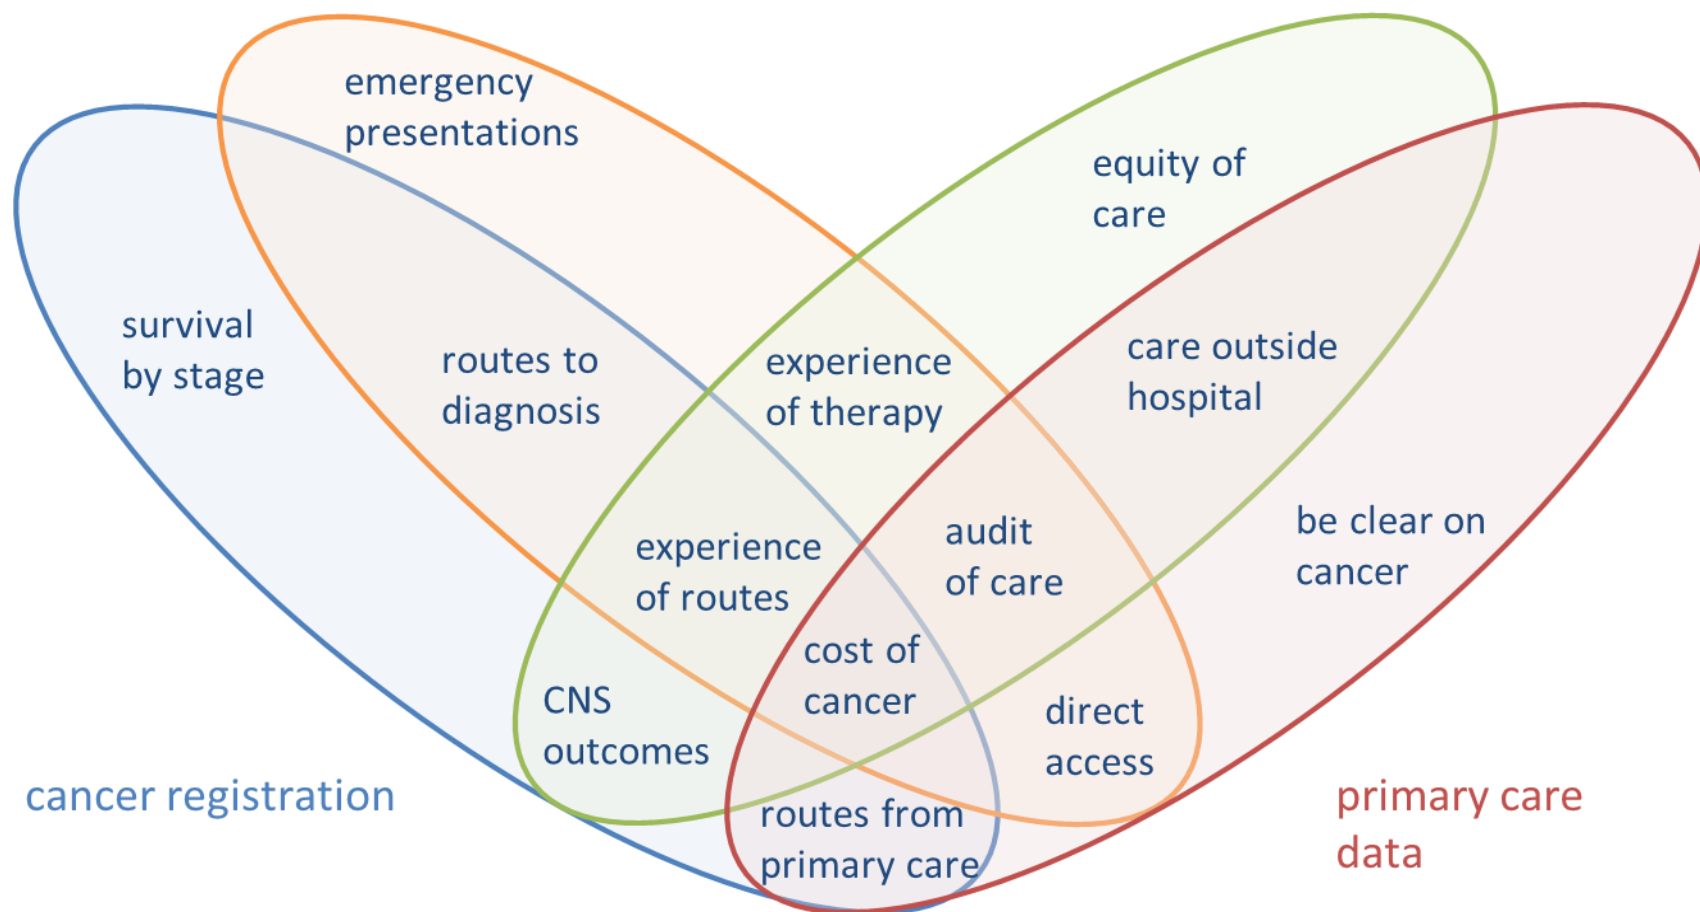 emergency
presentations
equity of
care
survival
by stage
routes to
diagnosis
experience
of therapy
care outside
hospital
experience
of routes
audit
of care
be clear on
cancer
cost of
cancer
CNS
outcomes
direct
access
cancer registration
routes from
primary care
primary care
data